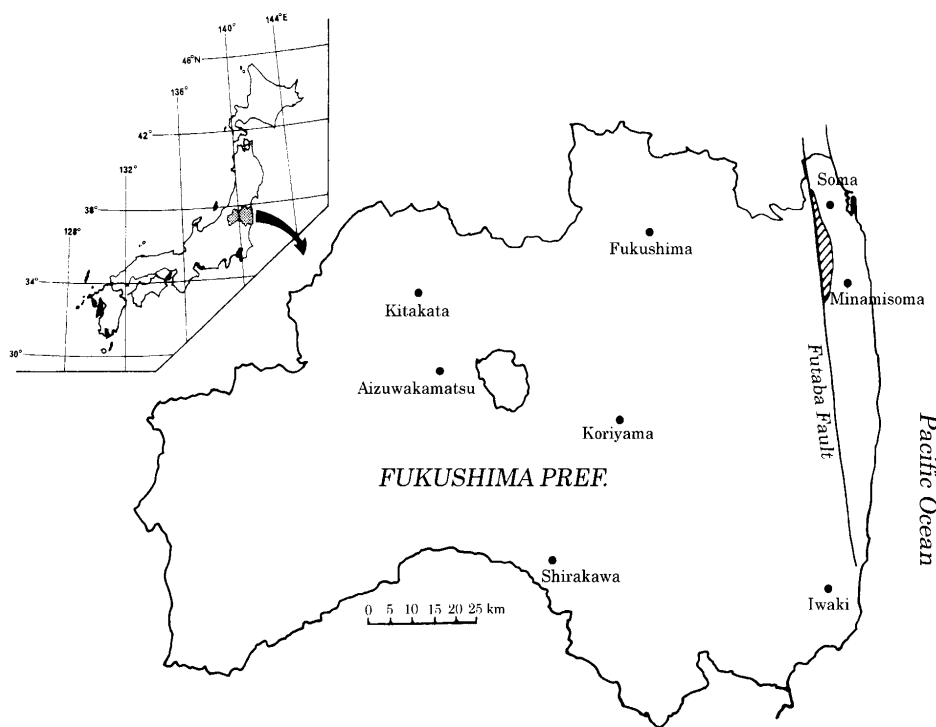 144°E
140°
46°N
136°
42°
132°
38°
128°
34°
30°
Soma
Fukushima
Minamisoma
Kitakata
Futaba Fault
Aizuwakamatsu
Koriyama
Pacific Ocean
FUKUSHIMA PREF.
Shirakawa
Iwaki
0 5 10 15 20 25 km